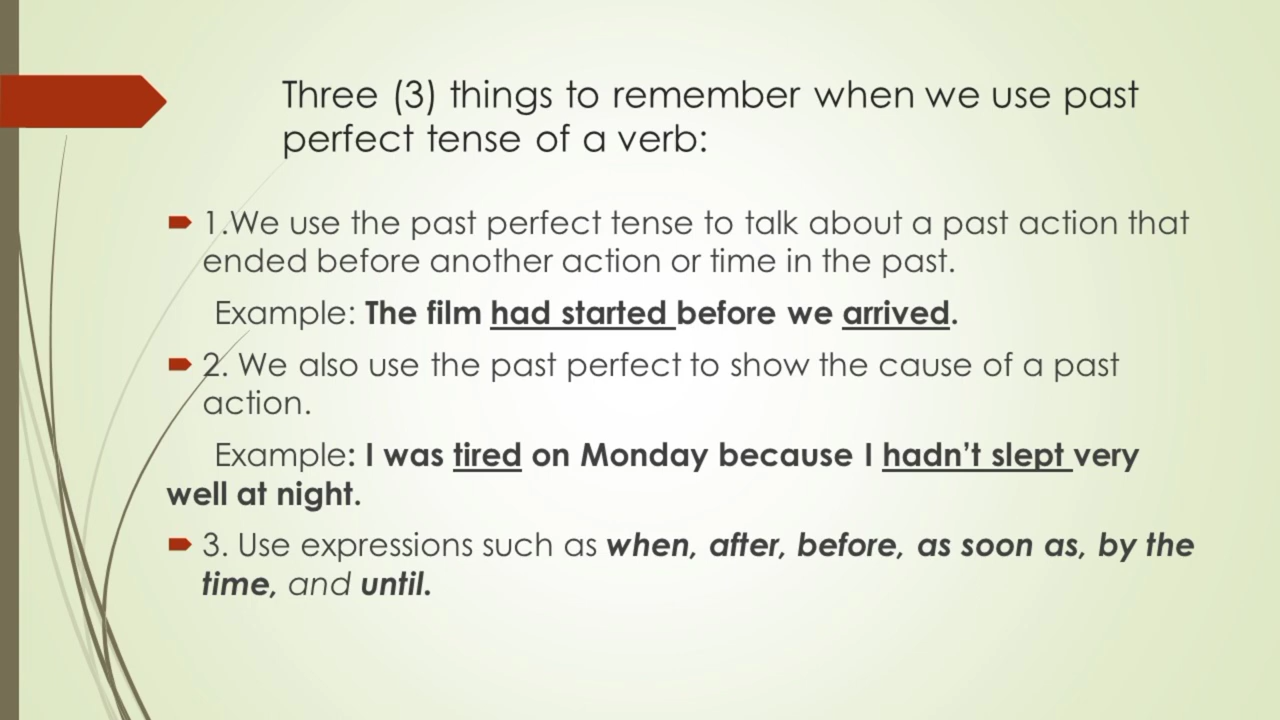 Three (3) things to remember when we use past
perfect tense of a verb:
1.We use the past perfect tense to talk about a past action that
ended before another action or time in the past.
Example: The film had started before we arrived.
2. We also use the past perfect to show the cause of a past
action.
Example: I was tired on Monday because I hadn’t slept very
well at night.
3. Use expressions such as when, after, before, as soon as, by the
time, and until.